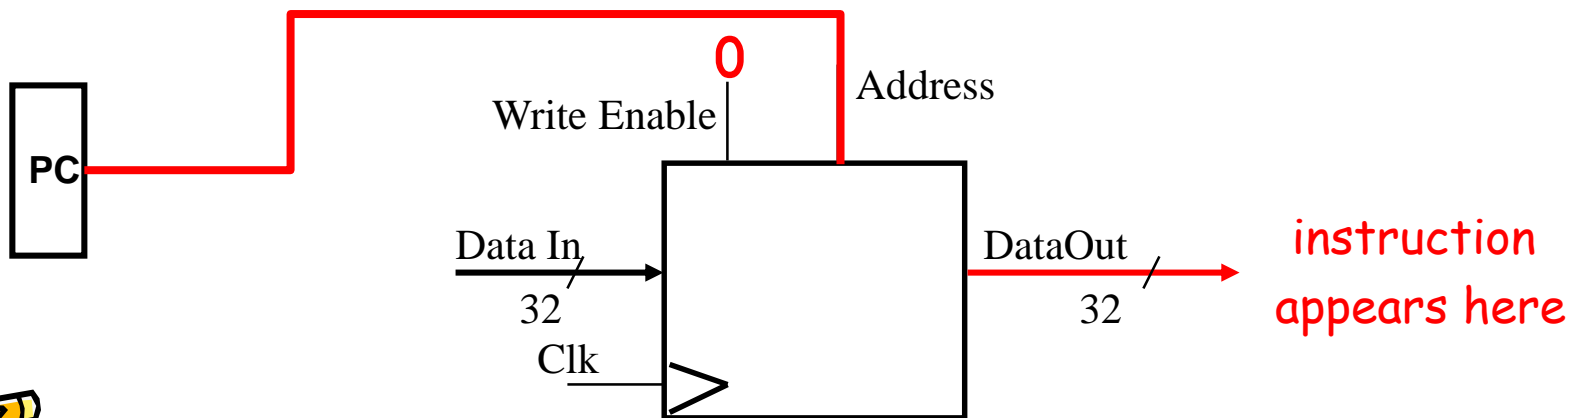 0
Address
Write Enable
PC
Data In
DataOut
instruction
32
32
appears here
Clk